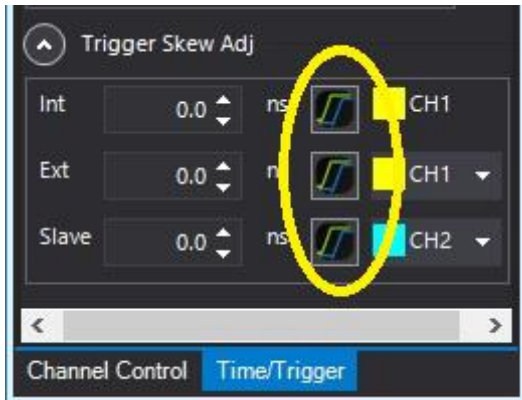 Trigger Skew Adj
Int 0.0 ns CH1
Ext 0.0 n CH1
Slave 0.0 ns CH2
Channel Control Time/Trigger